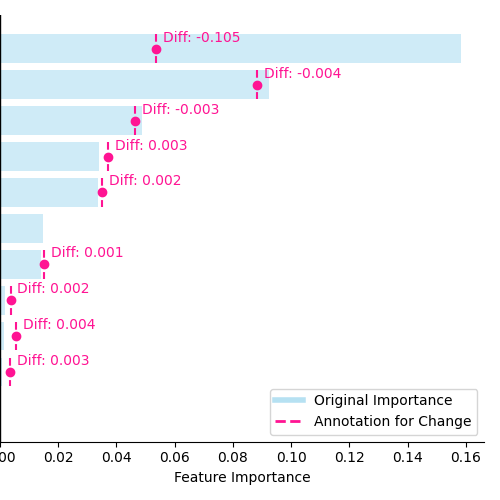 Diff: -0.105
Diff: -0.004
Diff: -0.003
Diff: 0.003
Diff: 0.002
Diff: 0.001
Diff: 0.002
Diff: 0.004
Diff: 0.003
Original Importance
Annotation for Change
00 0.02 0.04 0.06 0.08 0.10 0.12 0.14 0.16
Feature Importance